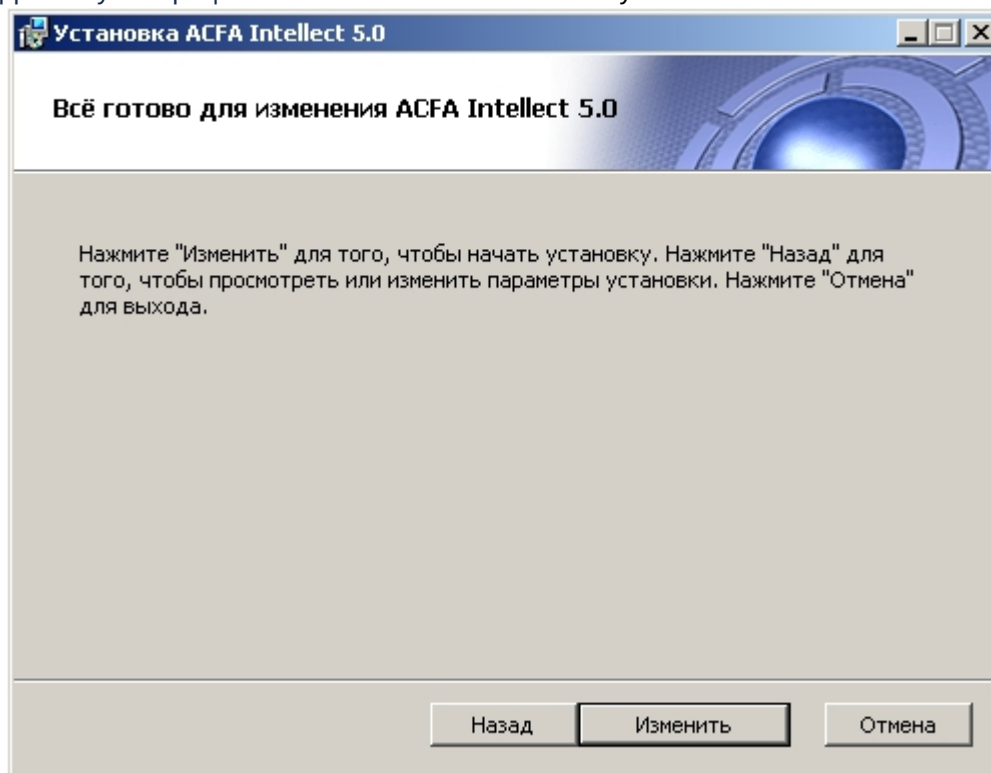 Установка ACFA Intellect 5.0
Всё готово для изменения ACFA Intellect 5.0
Нажмите "Изменить" для того, чтобы начать установку. Нажмите "Назад" для
того, чтобы просмотреть или изменить параметры установки. Нажмите "Отмена"
для выхода.
Назад
Изменить
Отмена